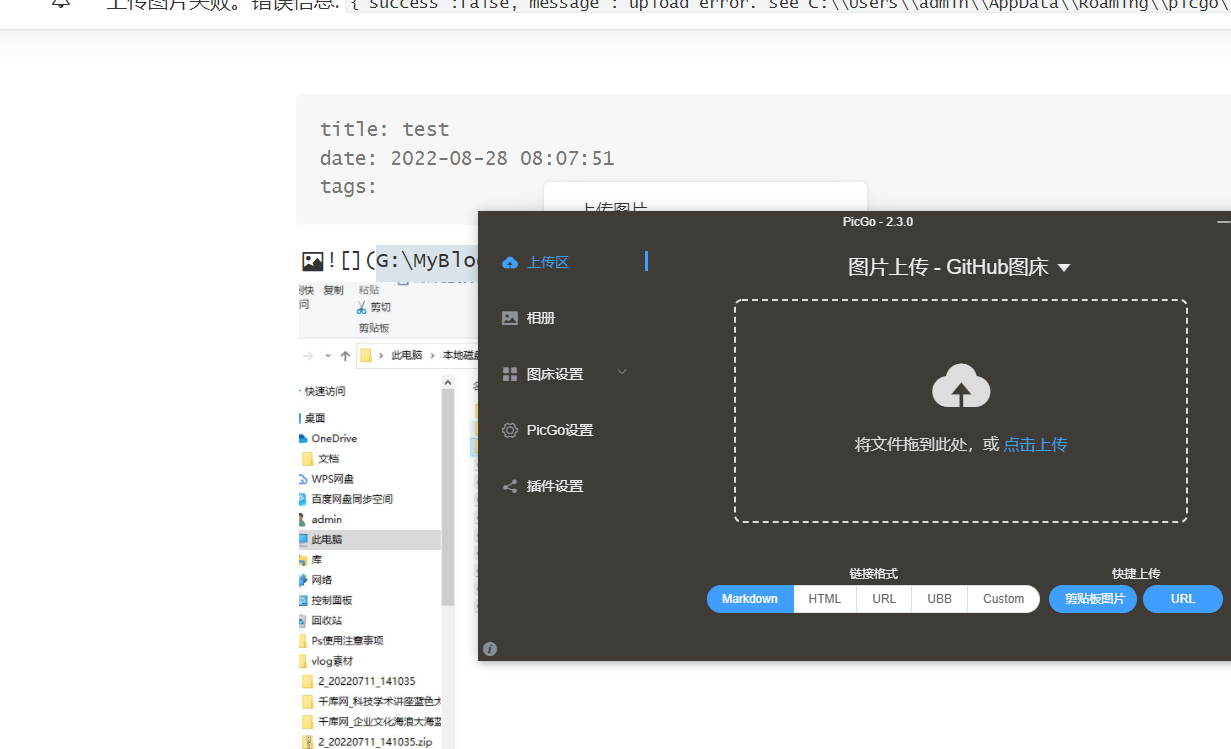 上传图片失败。错误信息: {"success":false,"message":"upload error. see C:\\Users\\admin\\AppData\\Roaming\\picgo\
title: test
date: 2022-08-28 08:07:51
tags:
上传图片
![](G:\MyBlo
PicGo - 2.3.0
上传区
相册
图床设置
PicGo设置
插件设置
图片上传 - GitHub图床
将文件拖到此处，或 点击上传
链接格式
快捷上传
Markdown
HTML
URL
UBB
Custom
剪贴板图片
URL
复制
粘贴
剪切
剪贴板
此电脑 › 本地磁
快速访问
桌面
OneDrive
文档
WPS网盘
百度网盘同步空间
admin
此电脑
库
网络
控制面板
回收站
Ps使用注意事项
vlog素材
2_20220711_141035
千库网_科技学术讲座蓝色大
千库网_企业文化海浪大海蓝
2_20220711_141035.zip